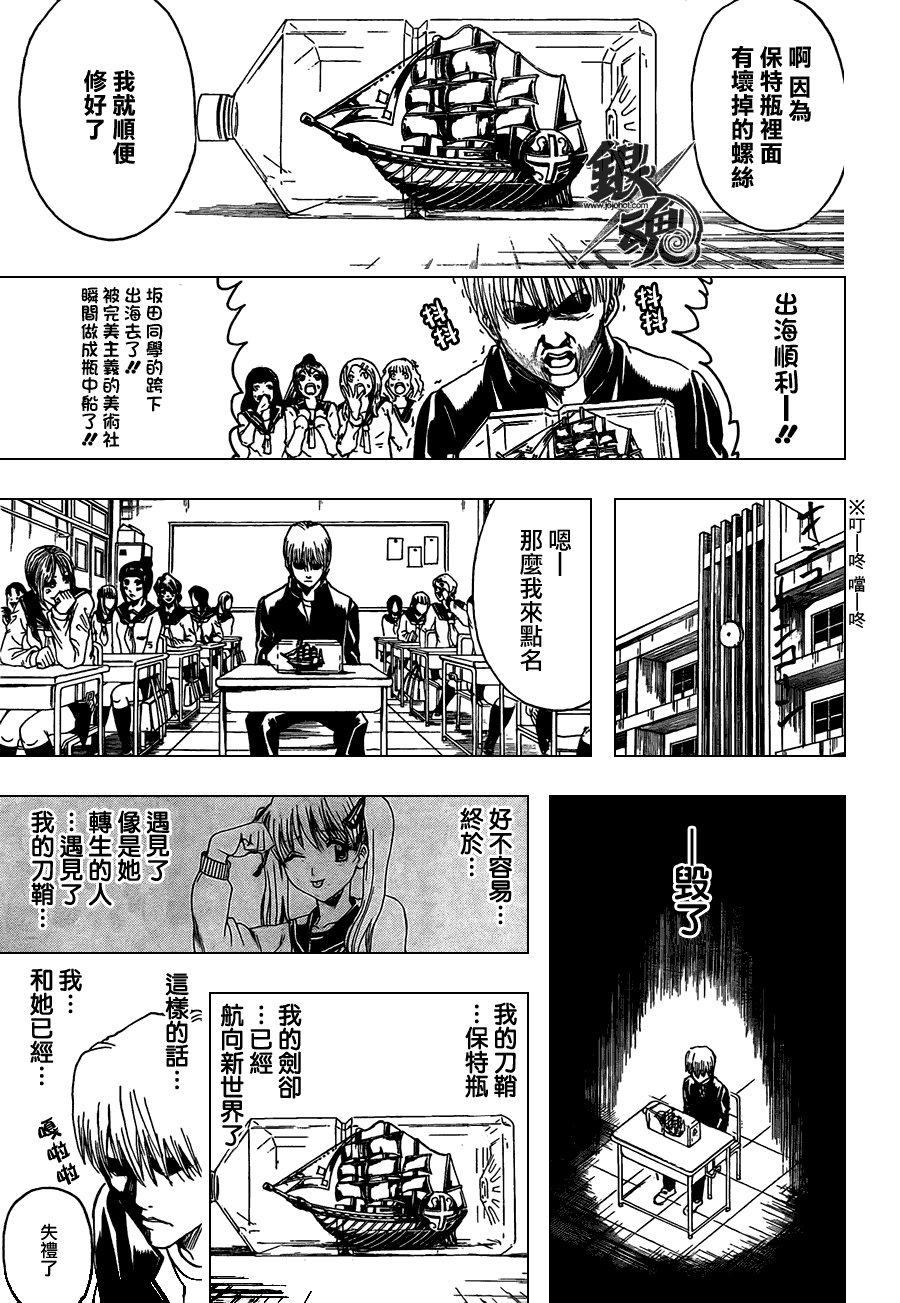 啊 因為
保特瓶裡面
有壞掉的螺絲
我就順便
修好了
銀魂
www.jojohot.com
出海順利ー!!
抖抖
抖抖
坂田同學的跨下
出海去了!!
被完美主義的美術社
瞬間做成瓶中船了!!
※叮ー咚 噹ー咚
嗯ー
那麼我來點名
ー毀了
好不容易…
終於…
遇見了
像是她
轉生的人
…遇見了
我的刀鞘…
我的刀鞘
…保特瓶
我的劍卻
…已經
航向新世界了
這樣的話…
我…
和她已經…
嘎啦啦
失禮了